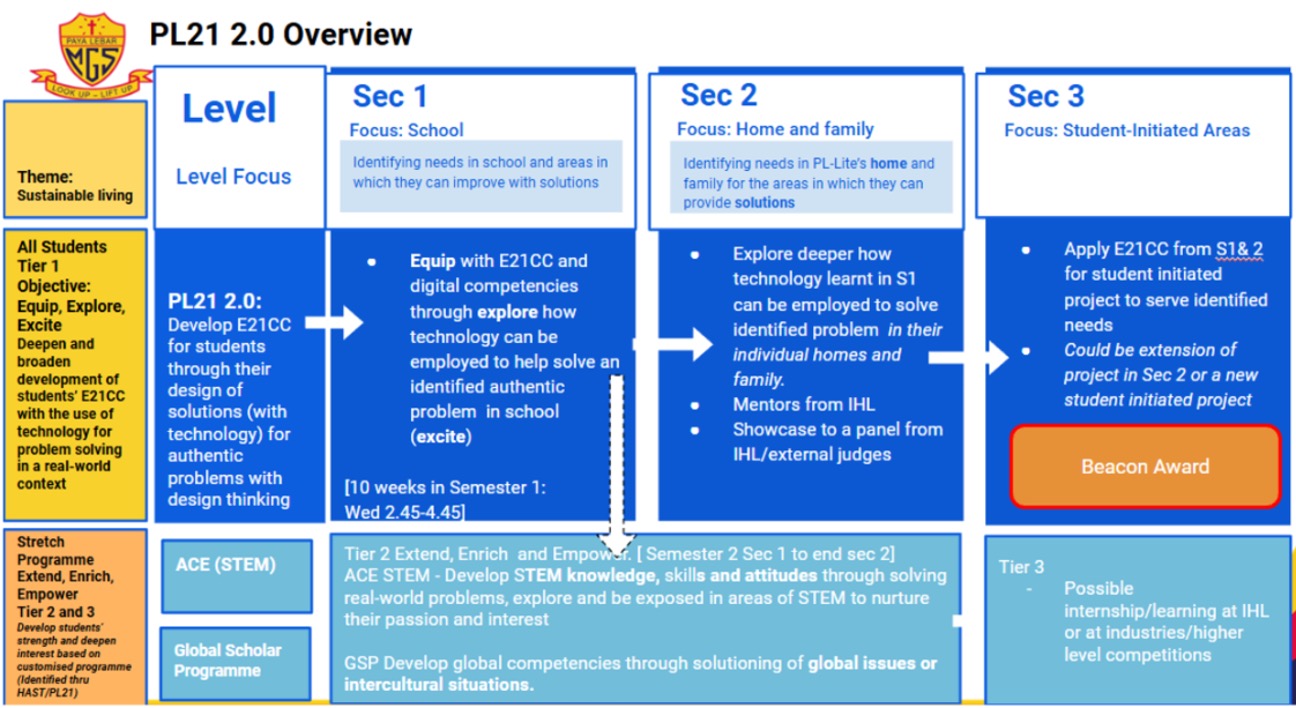 PAYA LEBAR
MGS
LOOK UP - LIFT UP
PL21 2.0 Overview
Theme:
Sustainable living
Level
Level Focus
Sec 1
Focus: School
Identifying needs in school and areas in
which they can improve with solutions
Sec 2
Focus: Home and family
Identifying needs in PL-Lite's home and
family for the areas in which they can
provide solutions
Sec 3
Focus: Student-Initiated Areas
All Students
Tier 1
Objective:
Equip, Explore,
Excite
Deepen and
broaden
development of
students' E21CC
with the use of
technology for
problem solving
in a real-world
context
PL21 2.0:
Develop E21CC
for students
through their
design of
solutions (with
technology) for
authentic
problems with
design thinking
● Equip with E21CC and
digital competencies
through explore how
technology can be
employed to help solve an
identified authentic
problem in school
(excite)
[10 weeks in Semester 1:
Wed 2.45-4.45]
● Explore deeper how
technology learnt in S1
can be employed to solve
identified problem in their
individual homes and
family.
● Mentors from IHL
● Showcase to a panel from
IHL/external judges
● Apply E21CC from S1& 2
for student initiated
project to serve identified
needs
● Could be extension of
project in Sec 2 or a new
student initiated project
Beacon Award
Stretch
Programme
Extend, Enrich,
Empower
Tier 2 and 3
Develop students'
strength and deepen
interest based on
customised programme
(Identified thru
HAST/PL21)
ACE (STEM)
Global Scholar
Programme
Tier 2 Extend, Enrich and Empower. [ Semester 2 Sec 1 to end sec 2]
ACE STEM - Develop STEM knowledge, skills and attitudes through solving
real-world problems, explore and be exposed in areas of STEM to nurture
their passion and interest
GSP Develop global competencies through solutioning of global issues or
intercultural situations.
Tier 3
- Possible
internship/learning at IHL
or at industries/higher
level competitions